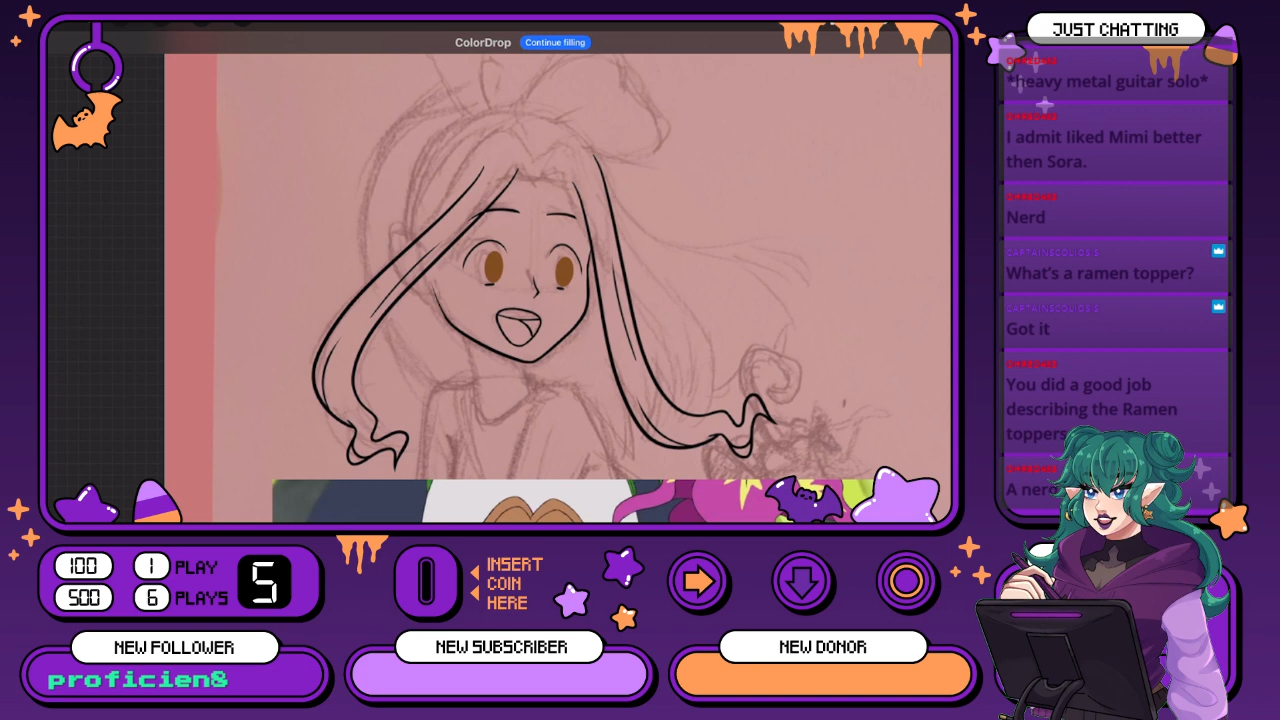 ColorDrop Continue filling
JUST CHATTING
*heavy metal guitar solo*
I admit liked Mimi better
then Sora.
Nerd
What's a ramen topper?
Got it
You did a good job
describing the Ramen
toppers
A nerd
100 1 PLAY
500 6 PLAYS
5
INSERT
COIN
HERE
NEW FOLLOWER
proficien&
NEW SUBSCRIBER
NEW DONOR